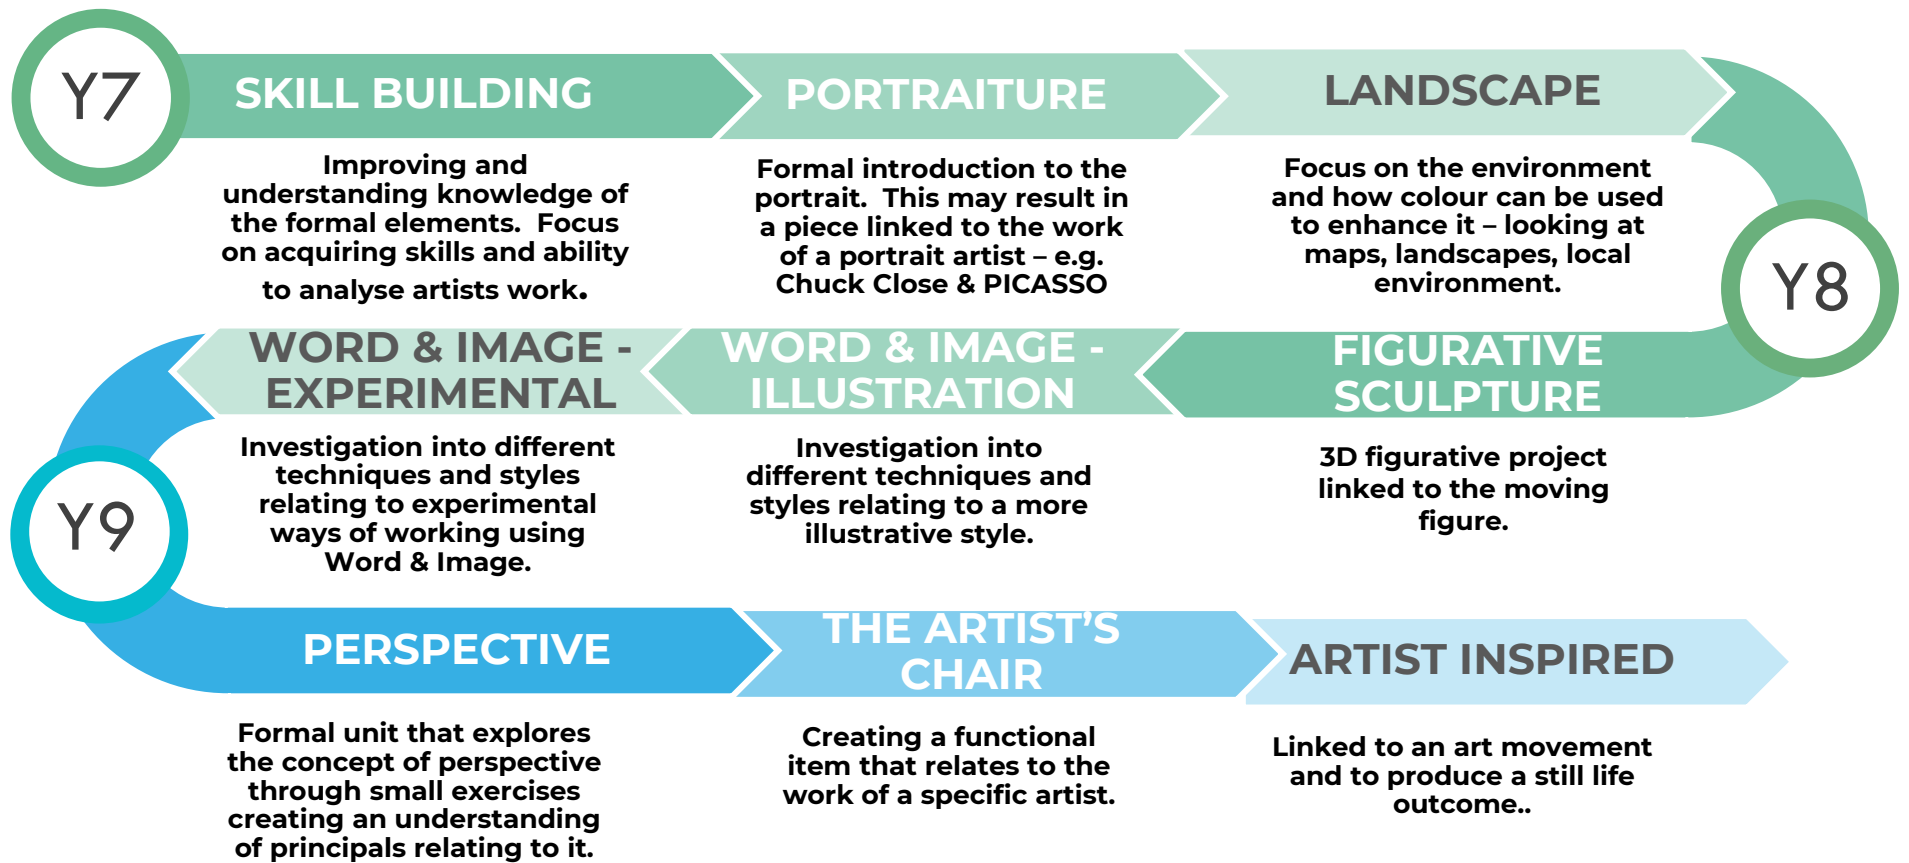 Y7
SKILL BUILDING
Improving and
understanding knowledge of
the formal elements.  Focus
on acquiring skills and ability
to analyse artists work.
PORTRAITURE
Formal introduction to the
portrait.  This may result in
a piece linked to the work
of a portrait artist – e.g.
Chuck Close & PICASSO
LANDSCAPE
Focus on the environment
and how colour can be used
to enhance it – looking at
maps, landscapes, local
environment.
Y8
FIGURATIVE
SCULPTURE
3D figurative project
linked to the moving
figure.
WORD & IMAGE -
ILLUSTRATION
Investigation into
different techniques and
styles relating to a more
illustrative style.
WORD & IMAGE -
EXPERIMENTAL
Investigation into different
techniques and styles
relating to experimental
ways of working using
Word & Image.
Y9
PERSPECTIVE
Formal unit that explores
the concept of perspective
through small exercises
creating an understanding
of principals relating to it.
THE ARTIST’S
CHAIR
Creating a functional
item that relates to the
work of a specific artist.
ARTIST INSPIRED
Linked to an art movement
and to produce a still life
outcome..